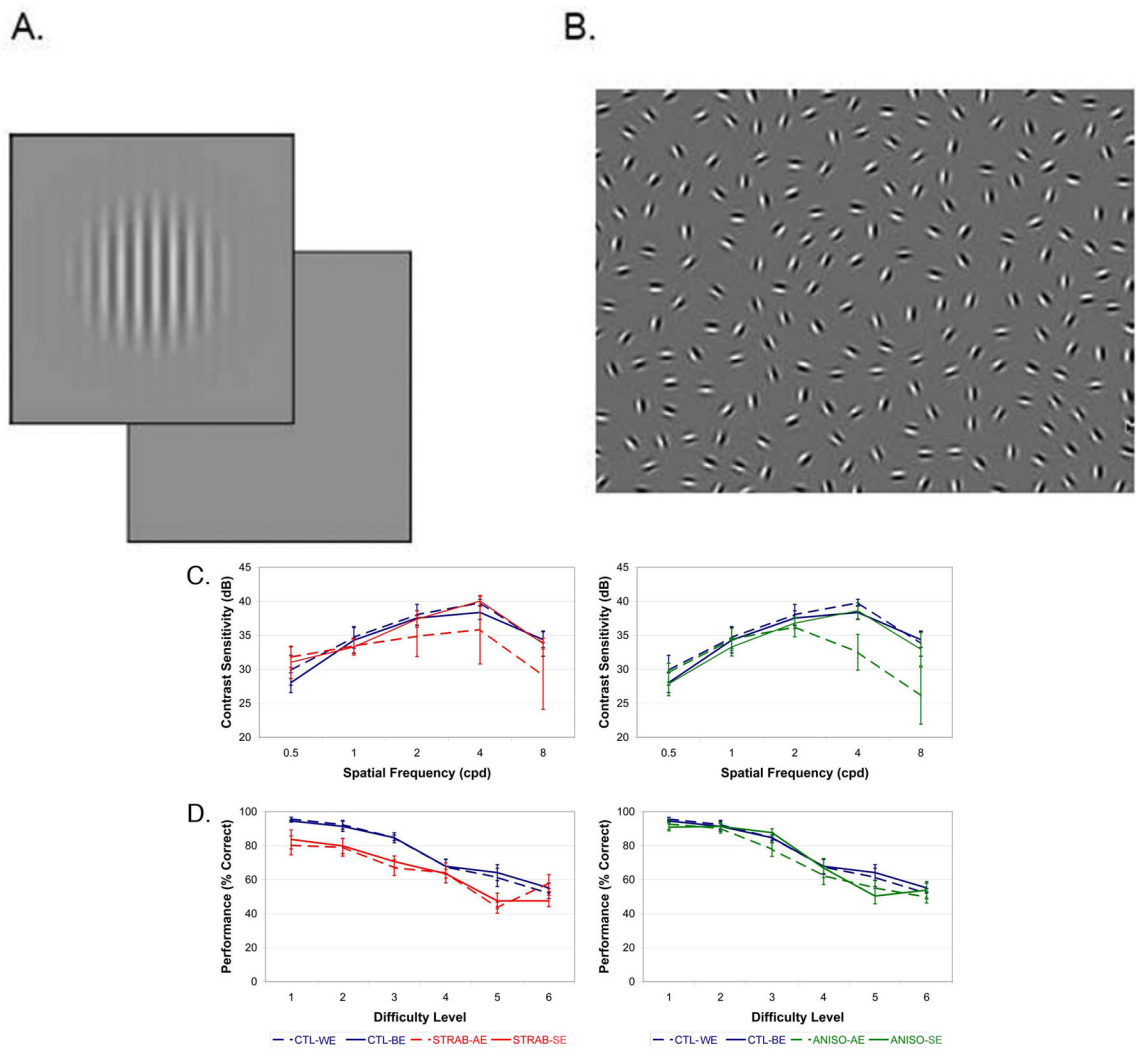 A.
B.
C.
Contrast Sensitivity (dB)
45
40
35
30
25
20
0.5 1 2 4 8
Spatial Frequency (cpd)
Contrast Sensitivity (dB)
45
40
35
30
25
20
0.5 1 2 4 8
Spatial Frequency (cpd)
D.
Performance (% Correct)
100
80
60
40
20
0
1 2 3 4 5 6
Difficulty Level
CTL-WE CTL-BE STRAB-AE STRAB-SE
Performance (% Correct)
100
80
60
40
20
0
1 2 3 4 5 6
Difficulty Level
CTL-WE CTL-BE ANISO-AE ANISO-SE